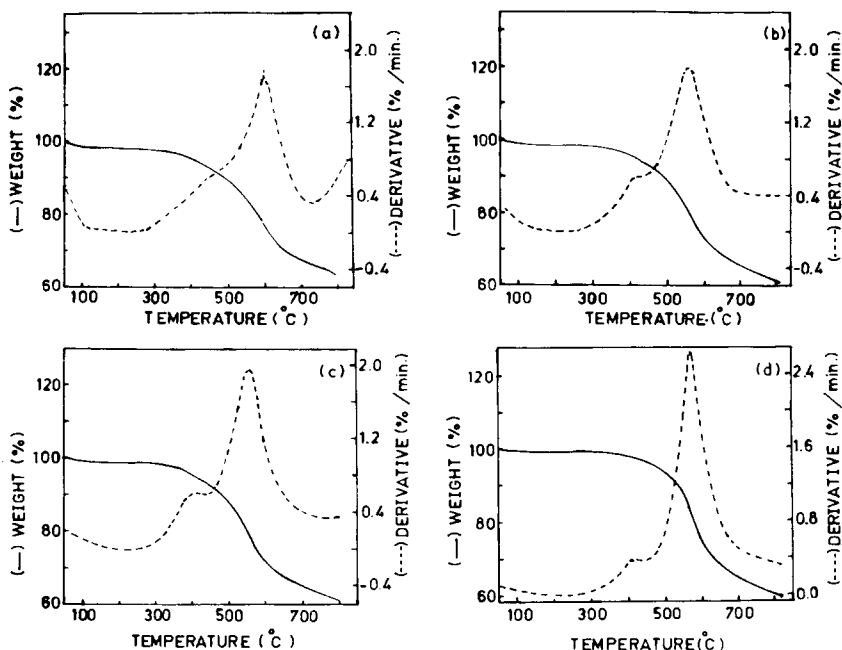 (a)
120
100
80
60
(—) WEIGHT (%)
2.0
1.2
0.4
-0.4
(---) DERIVATIVE (%/min.)
100 300 500 700
TEMPERATURE (°C)
(b)
120
100
80
60
(—) WEIGHT (%)
2.0
1.2
0.4
-0.4
(---) DERIVATIVE (%/min.)
100 300 500 700
TEMPERATURE. (°C)
(c)
120
100
80
60
(—) WEIGHT (%)
2.0
1.2
0.4
-0.4
(---) DERIVATIVE (%/min.)
100 300 500 700
TEMPERATURE (°C)
(d)
120
100
80
60
(—) WEIGHT (%)
2.4
1.6
0.8
0.0
(---) DERIVATIVE (%/min.)
100 300 500 700
TEMPERATURE (°C)